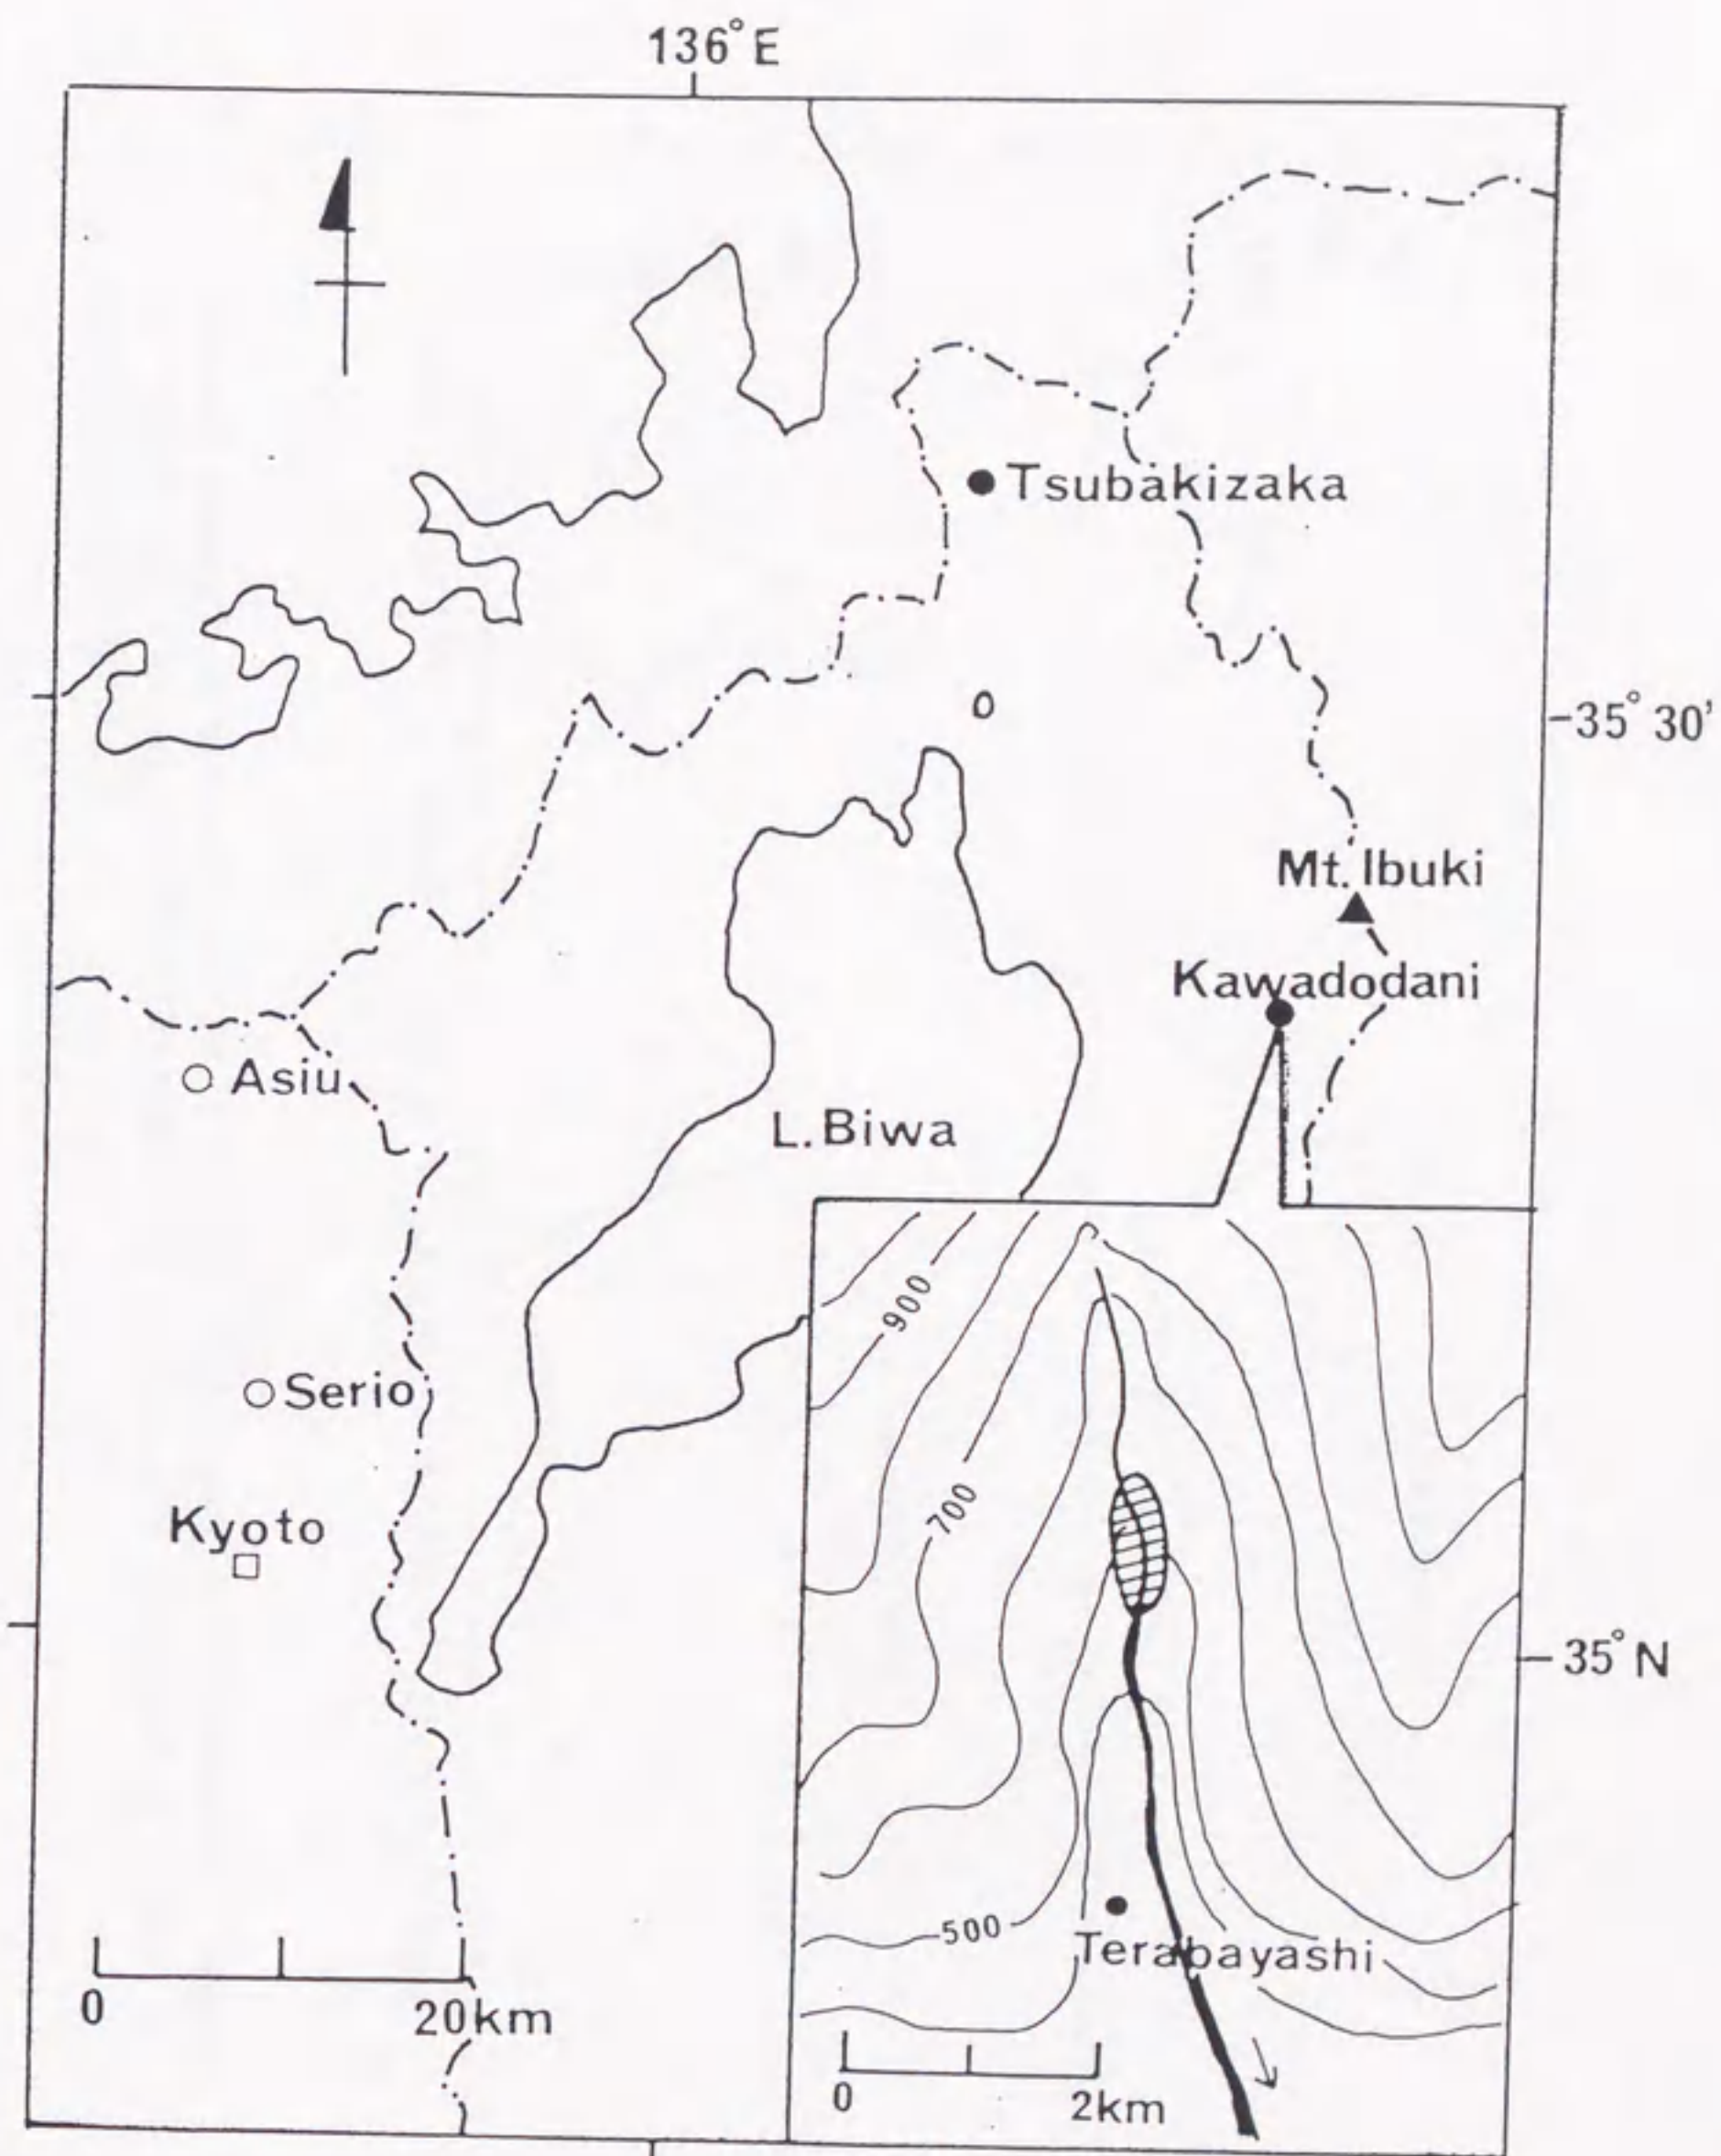 136°E
Tsubakizaka
35° 30'
Mt. Ibuki
Kawadodani
Asiu
L.Biwa
900
Serio
700
Kyoto
35° N
500
Terabayashi
0 20km
0 2km